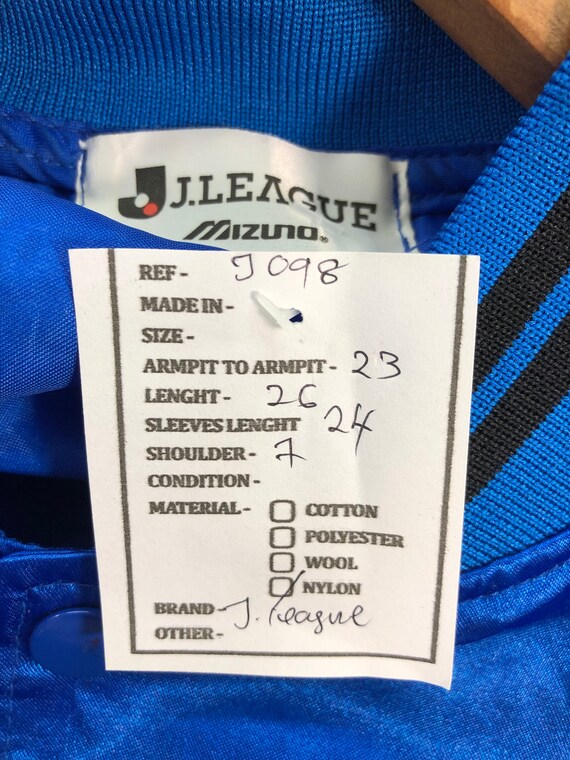 J.LEAGUE
MIZUNO®
REF - J098
MADE IN -
SIZE -
ARMPIT TO ARMPIT - 23
LENGHT - 26
SLEEVES LENGHT 24
SHOULDER - 7
CONDITION -
MATERIAL - COTTON
POLYESTER
WOOL
NYLON
BRAND - J. league
OTHER -